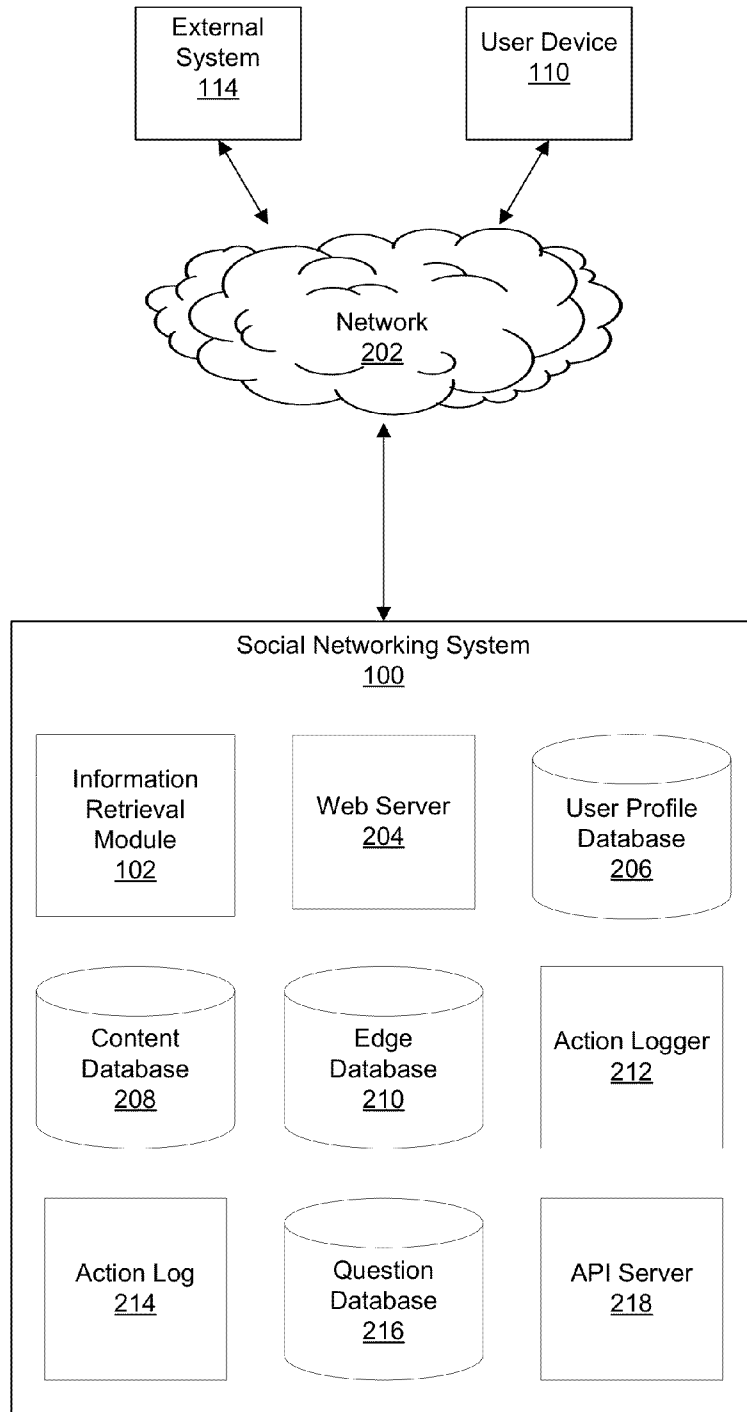 External
System
114
User Device
110
Network
202
Social Networking System
100
Information
Retrieval
Module
102
Web Server
204
User Profile
Database
206
Content
Database
208
Edge
Database
210
Action Logger
212
Action Log
214
Question
Database
216
API Server
218